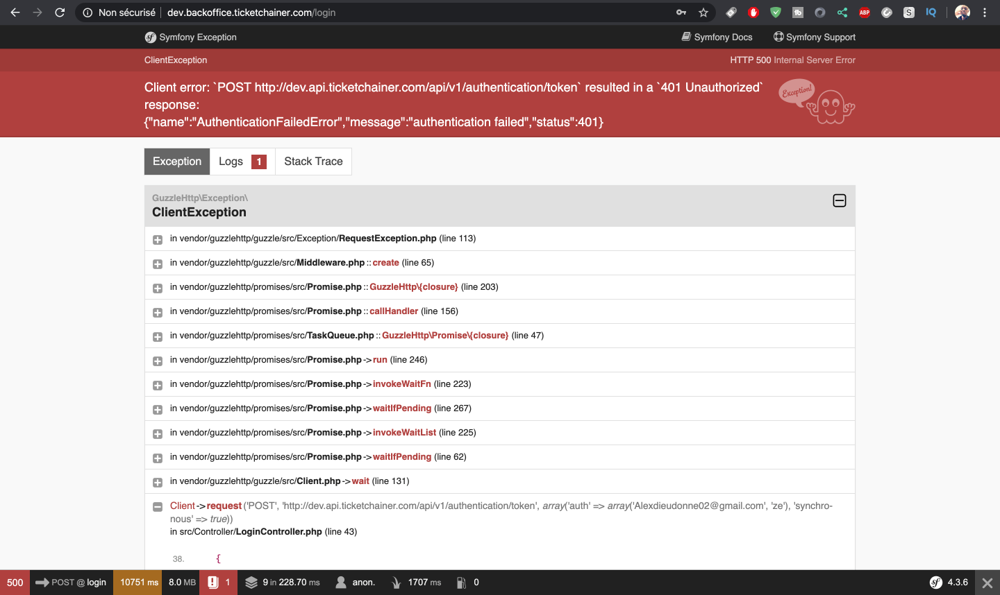 Non sécurisé | dev.backoffice.ticketchainer.com/login
tb
ABP
S
IQ
sf Symfony Exception
Symfony Docs
Symfony Support
ClientException
HTTP 500 Internal Server Error
Client error: `POST http://dev.api.ticketchainer.com/api/v1/authentication/token` resulted in a `401 Unauthorized`
response:
{"name":"AuthenticationFailedError","message":"authentication failed","status":401}
Exception!
Exception
Logs 1
Stack Trace
GuzzleHttp\Exception\
ClientException
in vendor/guzzlehttp/guzzle/src/Exception/RequestException.php (line 113)
in vendor/guzzlehttp/guzzle/src/Middleware.php :: create (line 65)
in vendor/guzzlehttp/promises/src/Promise.php :: GuzzleHttp\{closure} (line 203)
in vendor/guzzlehttp/promises/src/Promise.php :: callHandler (line 156)
in vendor/guzzlehttp/promises/src/TaskQueue.php :: GuzzleHttp\Promise\{closure} (line 47)
in vendor/guzzlehttp/promises/src/Promise.php -> run (line 246)
in vendor/guzzlehttp/promises/src/Promise.php -> invokeWaitFn (line 223)
in vendor/guzzlehttp/promises/src/Promise.php -> waitIfPending (line 267)
in vendor/guzzlehttp/promises/src/Promise.php -> invokeWaitList (line 225)
in vendor/guzzlehttp/promises/src/Promise.php -> waitIfPending (line 62)
in vendor/guzzlehttp/guzzle/src/Client.php -> wait (line 131)
Client -> request ('POST', 'http://dev.api.ticketchainer.com/api/v1/authentication/token', array('auth' => array('Alexdieudonne02@gmail.com', 'ze'), 'synchro-
nous' => true))
in src/Controller/LoginController.php (line 43)
38. {
500
POST @ login
10751 ms
8.0 MB
1
9 in 228.70 ms
anon.
1707 ms
0
sf 4.3.6